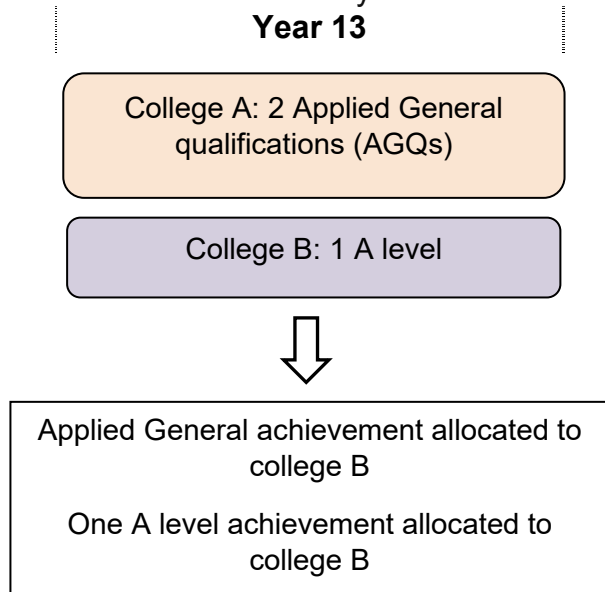 Year 13
College A: 2 Applied General
qualifications (AGQs)
College B: 1 A level
Applied General achievement allocated to
college B
One A level achievement allocated to
college B